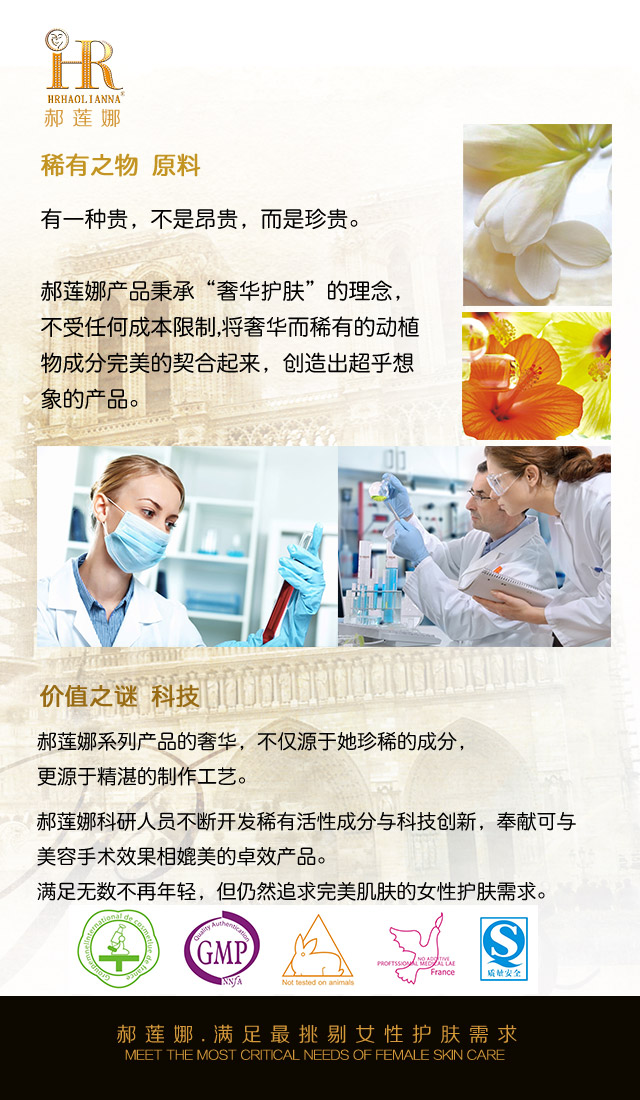 HR
HRHAOLIANNA
郝莲娜
稀有之物 原料
有一种贵，不是昂贵，而是珍贵。
郝莲娜产品秉承“奢华护肤”的理念，
不受任何成本限制,将奢华而稀有的动植
物成分完美的契合起来，创造出超乎想
象的产品。
价值之谜 科技
郝莲娜系列产品的奢华，不仅源于她珍稀的成分，
更源于精湛的制作工艺。
郝莲娜科研人员不断开发稀有活性成分与科技创新，奉献可与
美容手术效果相媲美的卓效产品。
满足无数不再年轻，但仍然追求完美肌肤的女性护肤需求。
Quality Authentication
GMP
NSF/A
Not tested on animals
NO ADDITIVE
PROFTSSIONAL MEDICAL LAE
France
质量安全
郝莲娜.满足最挑剔女性护肤需求
MEET THE MOST CRITICAL NEEDS OF FEMALE SKIN CARE